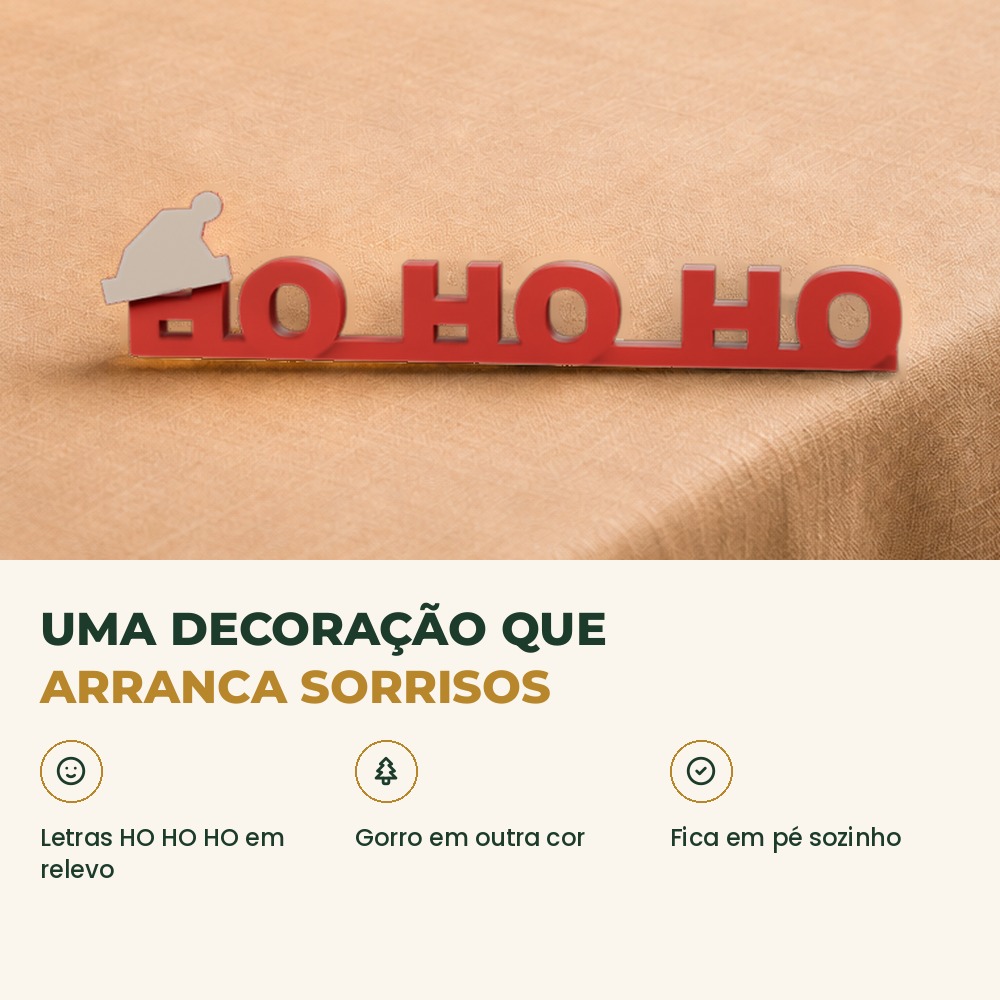 HO HO HO
UMA DECORAÇÃO QUE
ARRANCA SORRISOS
Letras HO HO HO em
relevo
Gorro em outra cor
Fica em pé sozinho